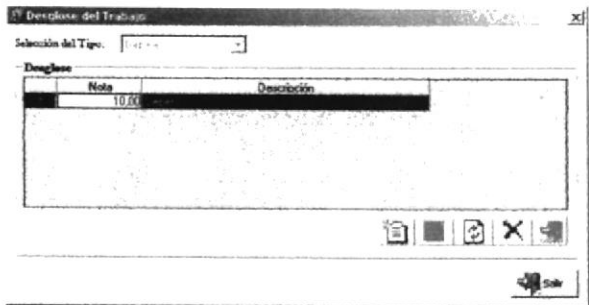 Desglose del Trabajo
Selección del Tipo:
Desglose
Nota Descripción
10,00
Salir